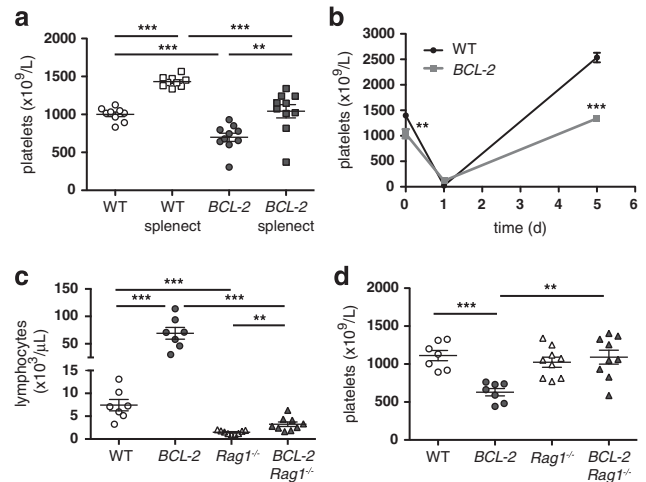 a
platelets (x10⁹/L)
2000
1500
1000
500
0
***
***
***
**
WT
WT
splenect
BCL-2
BCL-2
splenect
b
platelets (x10⁹/L)
3000
2500
2000
1500
1000
500
0
WT
BCL-2
**
***
0 1 2 3 4 5 6
time (d)
c
lymphocytes
(x10³/μL)
150
100
50
15
10
5
0
***
***
***
**
WT
BCL-2
Rag1⁻/⁻
BCL-2
Rag1⁻/⁻
d
platelets (x10⁹/L)
2000
1500
1000
500
0
***
**
WT
BCL-2
Rag1⁻/⁻
BCL-2
Rag1⁻/⁻